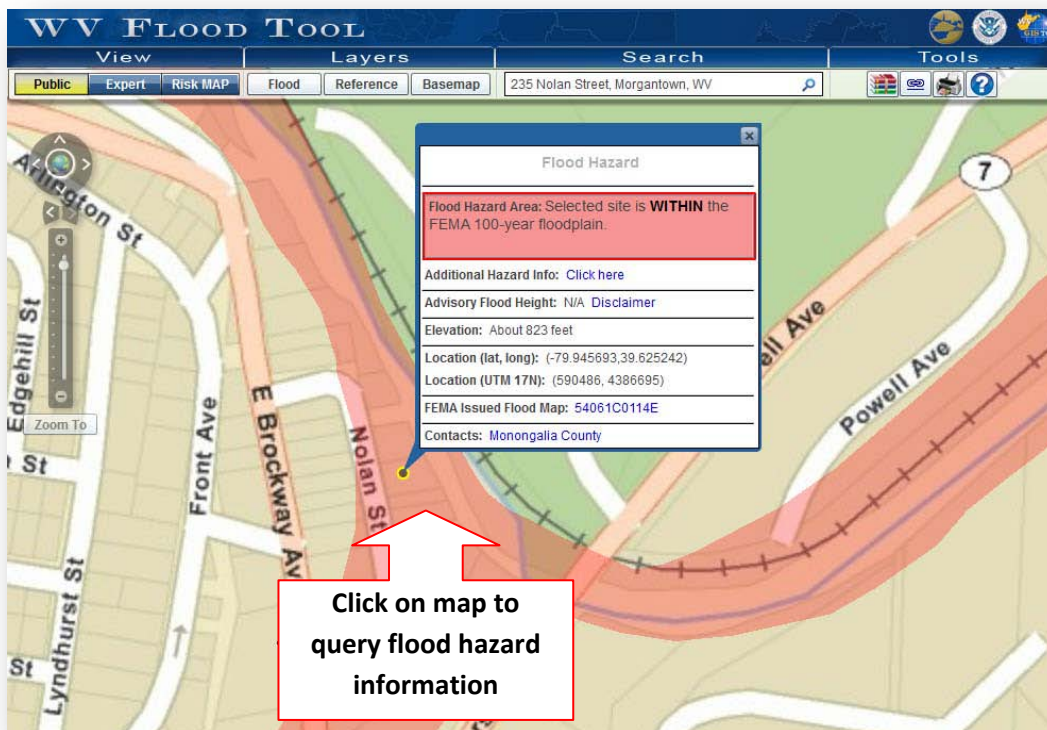 WV FLOOD TOOL
View Layers Search Tools
Public Expert Risk MAP Flood Reference Basemap 235 Nolan Street, Morgantown, WV
Flood Hazard
Flood Hazard Area: Selected site is WITHIN the
FEMA 100-year floodplain.
Additional Hazard Info: Click here
Advisory Flood Height: N/A Disclaimer
Elevation: About 823 feet
Location (lat, long): (-79.945693,39.625242)
Location (UTM 17N): (590486, 4386695)
FEMA Issued Flood Map: 54061C0114E
Contacts: Monongalia County
7
Arlington St
Edgehill St
Zoom To
St
Front Ave
E Brockway Av
Nolan St
ell Ave
Powell Ave
Lyndhurst St
St
Click on map to
query flood hazard
information